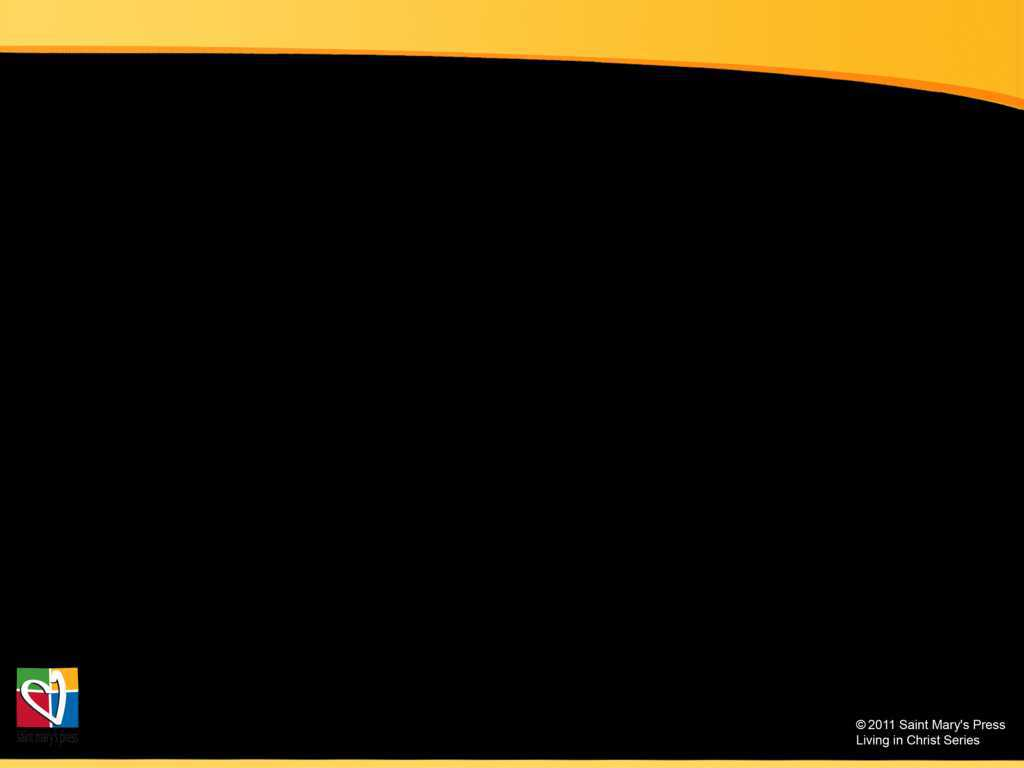 saint mary's press
© 2011 Saint Mary's Press
Living in Christ Series